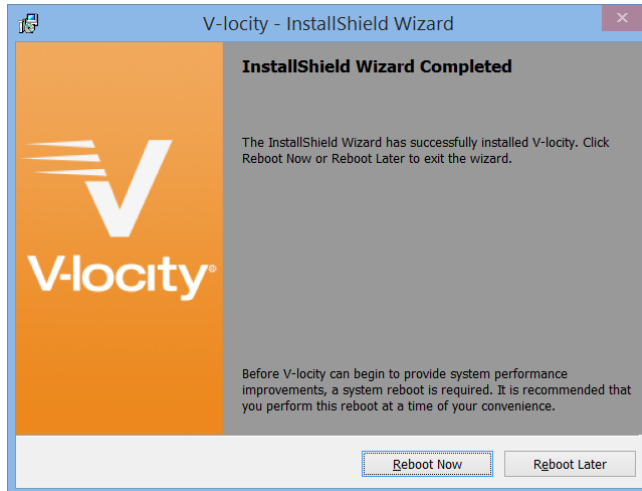 V-locity - InstallShield Wizard
InstallShield Wizard Completed
The InstallShield Wizard has successfully installed V-locity. Click
Reboot Now or Reboot Later to exit the wizard.
V-locity®
Before V-locity can begin to provide system performance
improvements, a system reboot is required. It is recommended that
you perform this reboot at a time of your convenience.
Reboot Now
Reboot Later